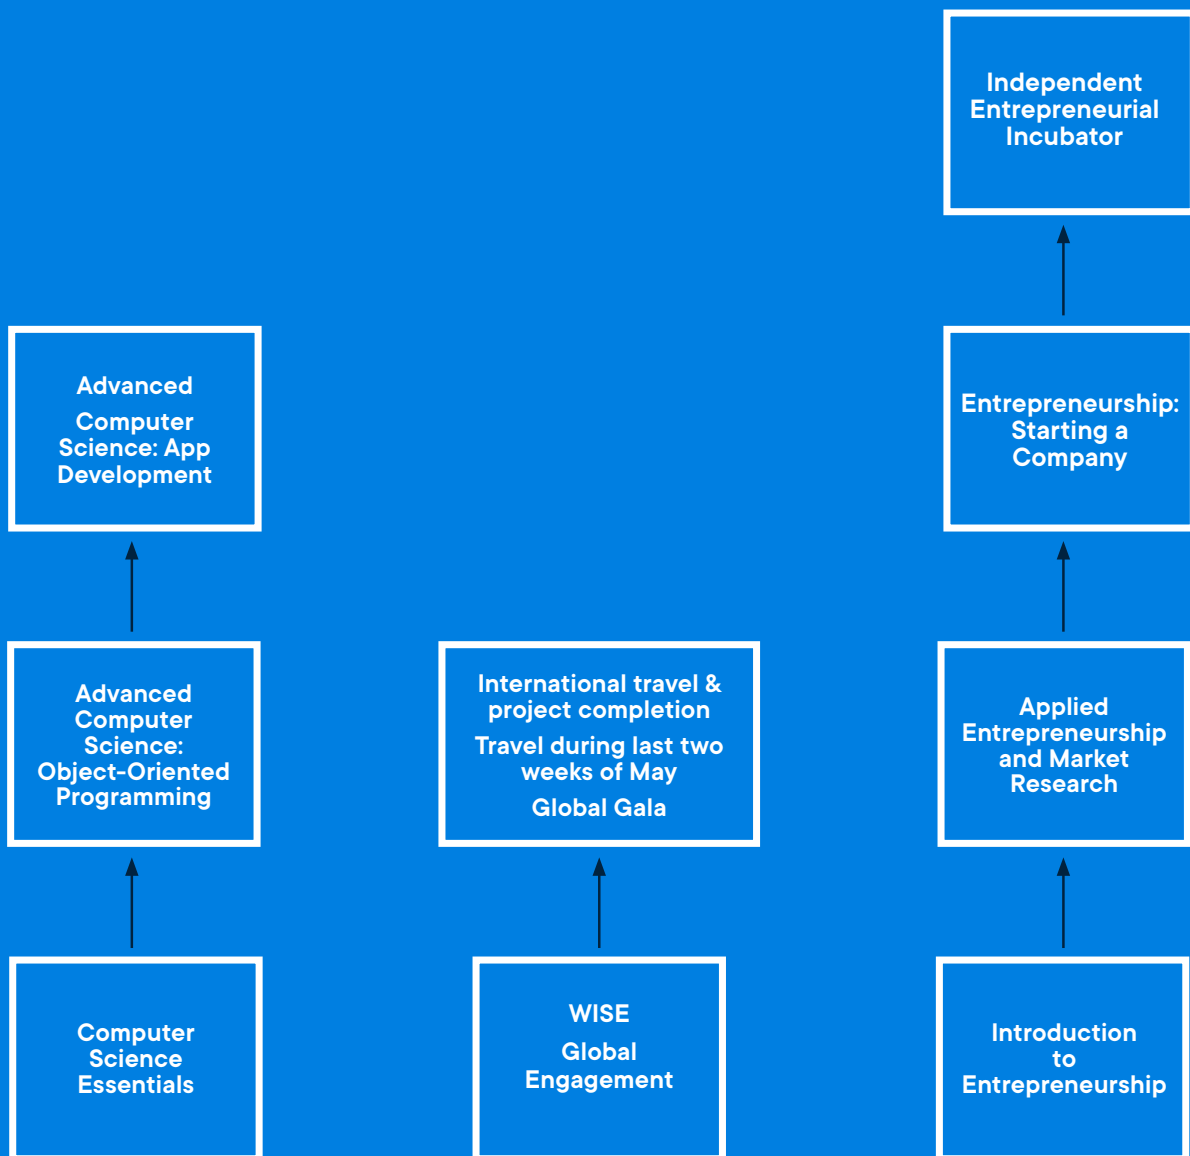 Independent
Entrepreneurial
Incubator
Advanced
Computer
Science: App
Development
Entrepreneurship:
Starting a
Company
Advanced
Computer
Science:
Object-Oriented
Programming
International travel &
project completion
Travel during last two
weeks of May
Global Gala
Applied
Entrepreneurship
and Market
Research
Computer
Science
Essentials
WISE
Global
Engagement
Introduction
to
Entrepreneurship